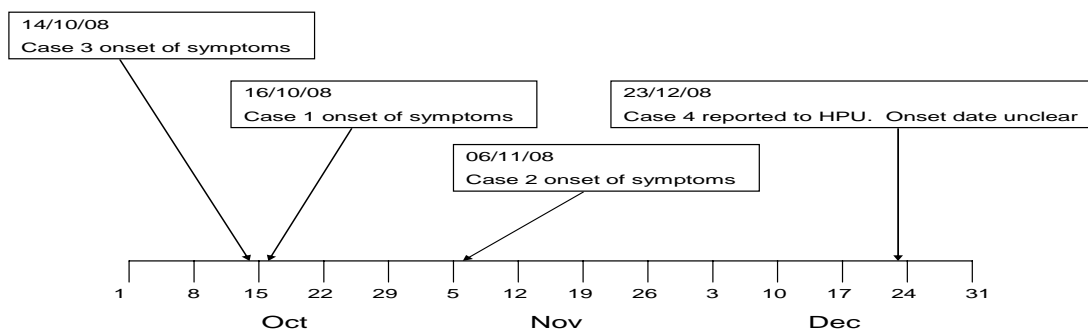 14/10/08
Case 3 onset of symptoms
16/10/08
Case 1 onset of symptoms
23/12/08
Case 4 reported to HPU. Onset date unclear
06/11/08
Case 2 onset of symptoms
1 8 15 22 29 5 12 19 26 3 10 17 24 31
Oct Nov Dec